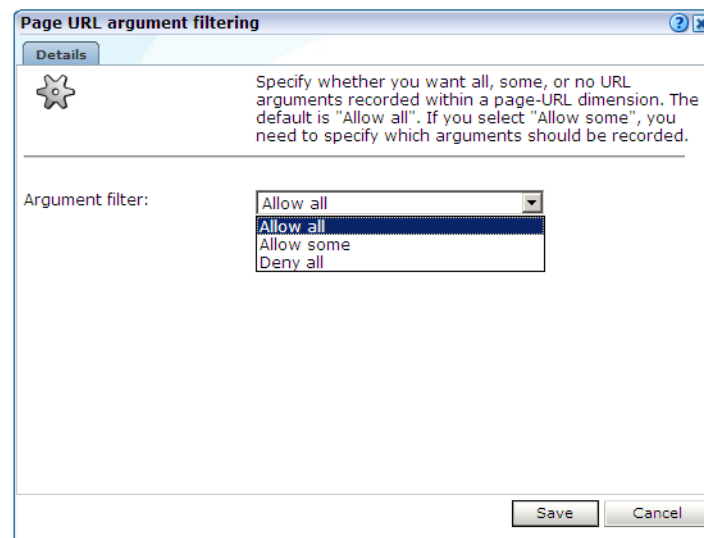 Page URL argument filtering
Details
Specify whether you want all, some, or no URL
arguments recorded within a page-URL dimension. The
default is "Allow all". If you select "Allow some", you
need to specify which arguments should be recorded.
Argument filter:
Allow all
Allow all
Allow some
Deny all
Save
Cancel